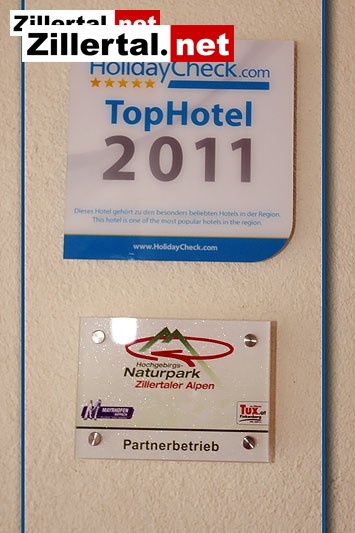 Zillertal.net
Zillertal.net
HolidayCheck.com
TopHotel
2011
Dieses Hotel gehört zu den besonders beliebten Hotels in der Region.
This hotel is one of the most popular hotels in the region.
www.HolidayCheck.com
Hochgebirgs-
Naturpark
Zillertaler Alpen
MAYRHOFEN
Tux.at
Finkenberg
Partnerbetrieb